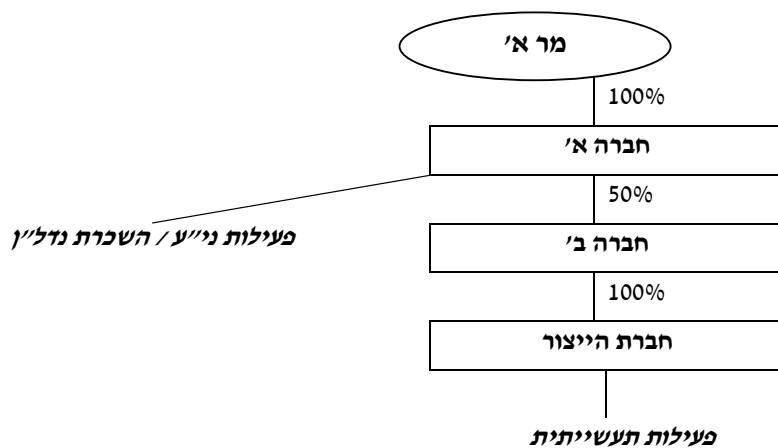 מר א'
100%
חברה א'
50%
פעילות ני"ע / השכרת נדל"ן
חברה ב'
100%
חברת הייצור
פעילות תעשייתית